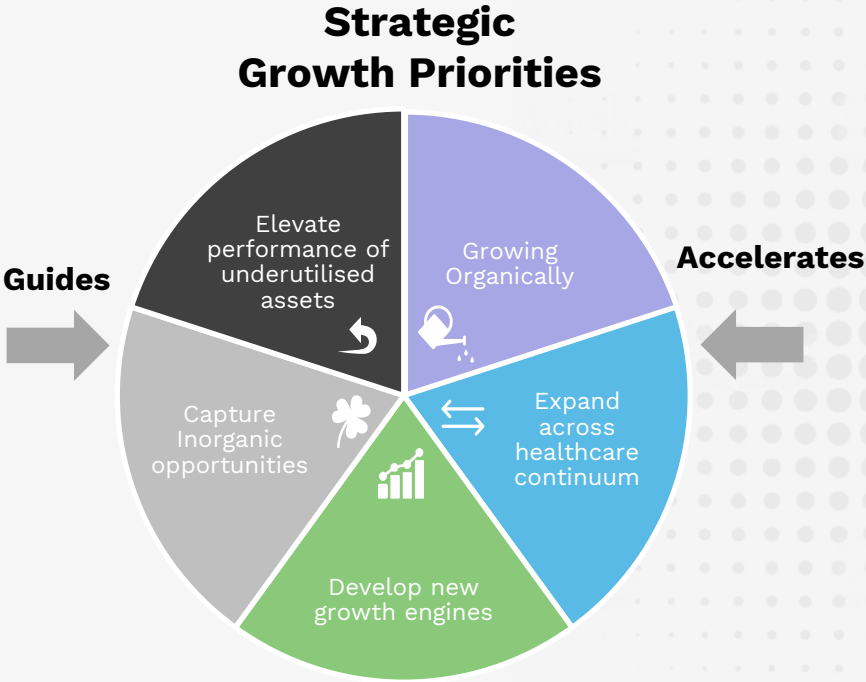 Strategic
Growth Priorities
Guides
Accelerates
Elevate
performance of
underutilised
assets
Growing
Organically
Capture
Inorganic
opportunities
Expand
across
healthcare
continuum
Develop new
growth engines